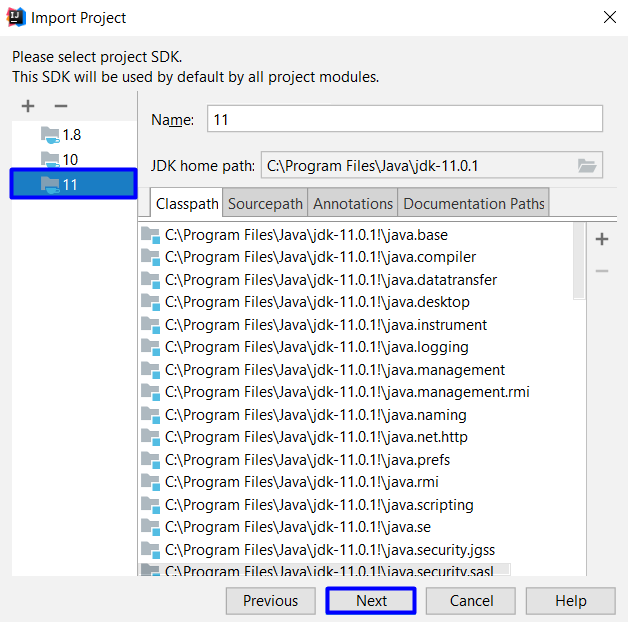 Import Project
Please select project SDK.
This SDK will be used by default by all project modules.
1.8
10
11
Name: 11
JDK home path: C:\Program Files\Java\jdk-11.0.1
Classpath Sourcepath Annotations Documentation Paths
C:\Program Files\Java\jdk-11.0.1!\java.base
C:\Program Files\Java\jdk-11.0.1!\java.compiler
C:\Program Files\Java\jdk-11.0.1!\java.datatransfer
C:\Program Files\Java\jdk-11.0.1!\java.desktop
C:\Program Files\Java\jdk-11.0.1!\java.instrument
C:\Program Files\Java\jdk-11.0.1!\java.logging
C:\Program Files\Java\jdk-11.0.1!\java.management
C:\Program Files\Java\jdk-11.0.1!\java.management.rmi
C:\Program Files\Java\jdk-11.0.1!\java.naming
C:\Program Files\Java\jdk-11.0.1!\java.net.http
C:\Program Files\Java\jdk-11.0.1!\java.prefs
C:\Program Files\Java\jdk-11.0.1!\java.rmi
C:\Program Files\Java\jdk-11.0.1!\java.scripting
C:\Program Files\Java\jdk-11.0.1!\java.se
C:\Program Files\Java\jdk-11.0.1!\java.security.jgss
C:\Program Files\Java\jdk-11.0.1!\java.security.sasl
Previous Next Cancel Help